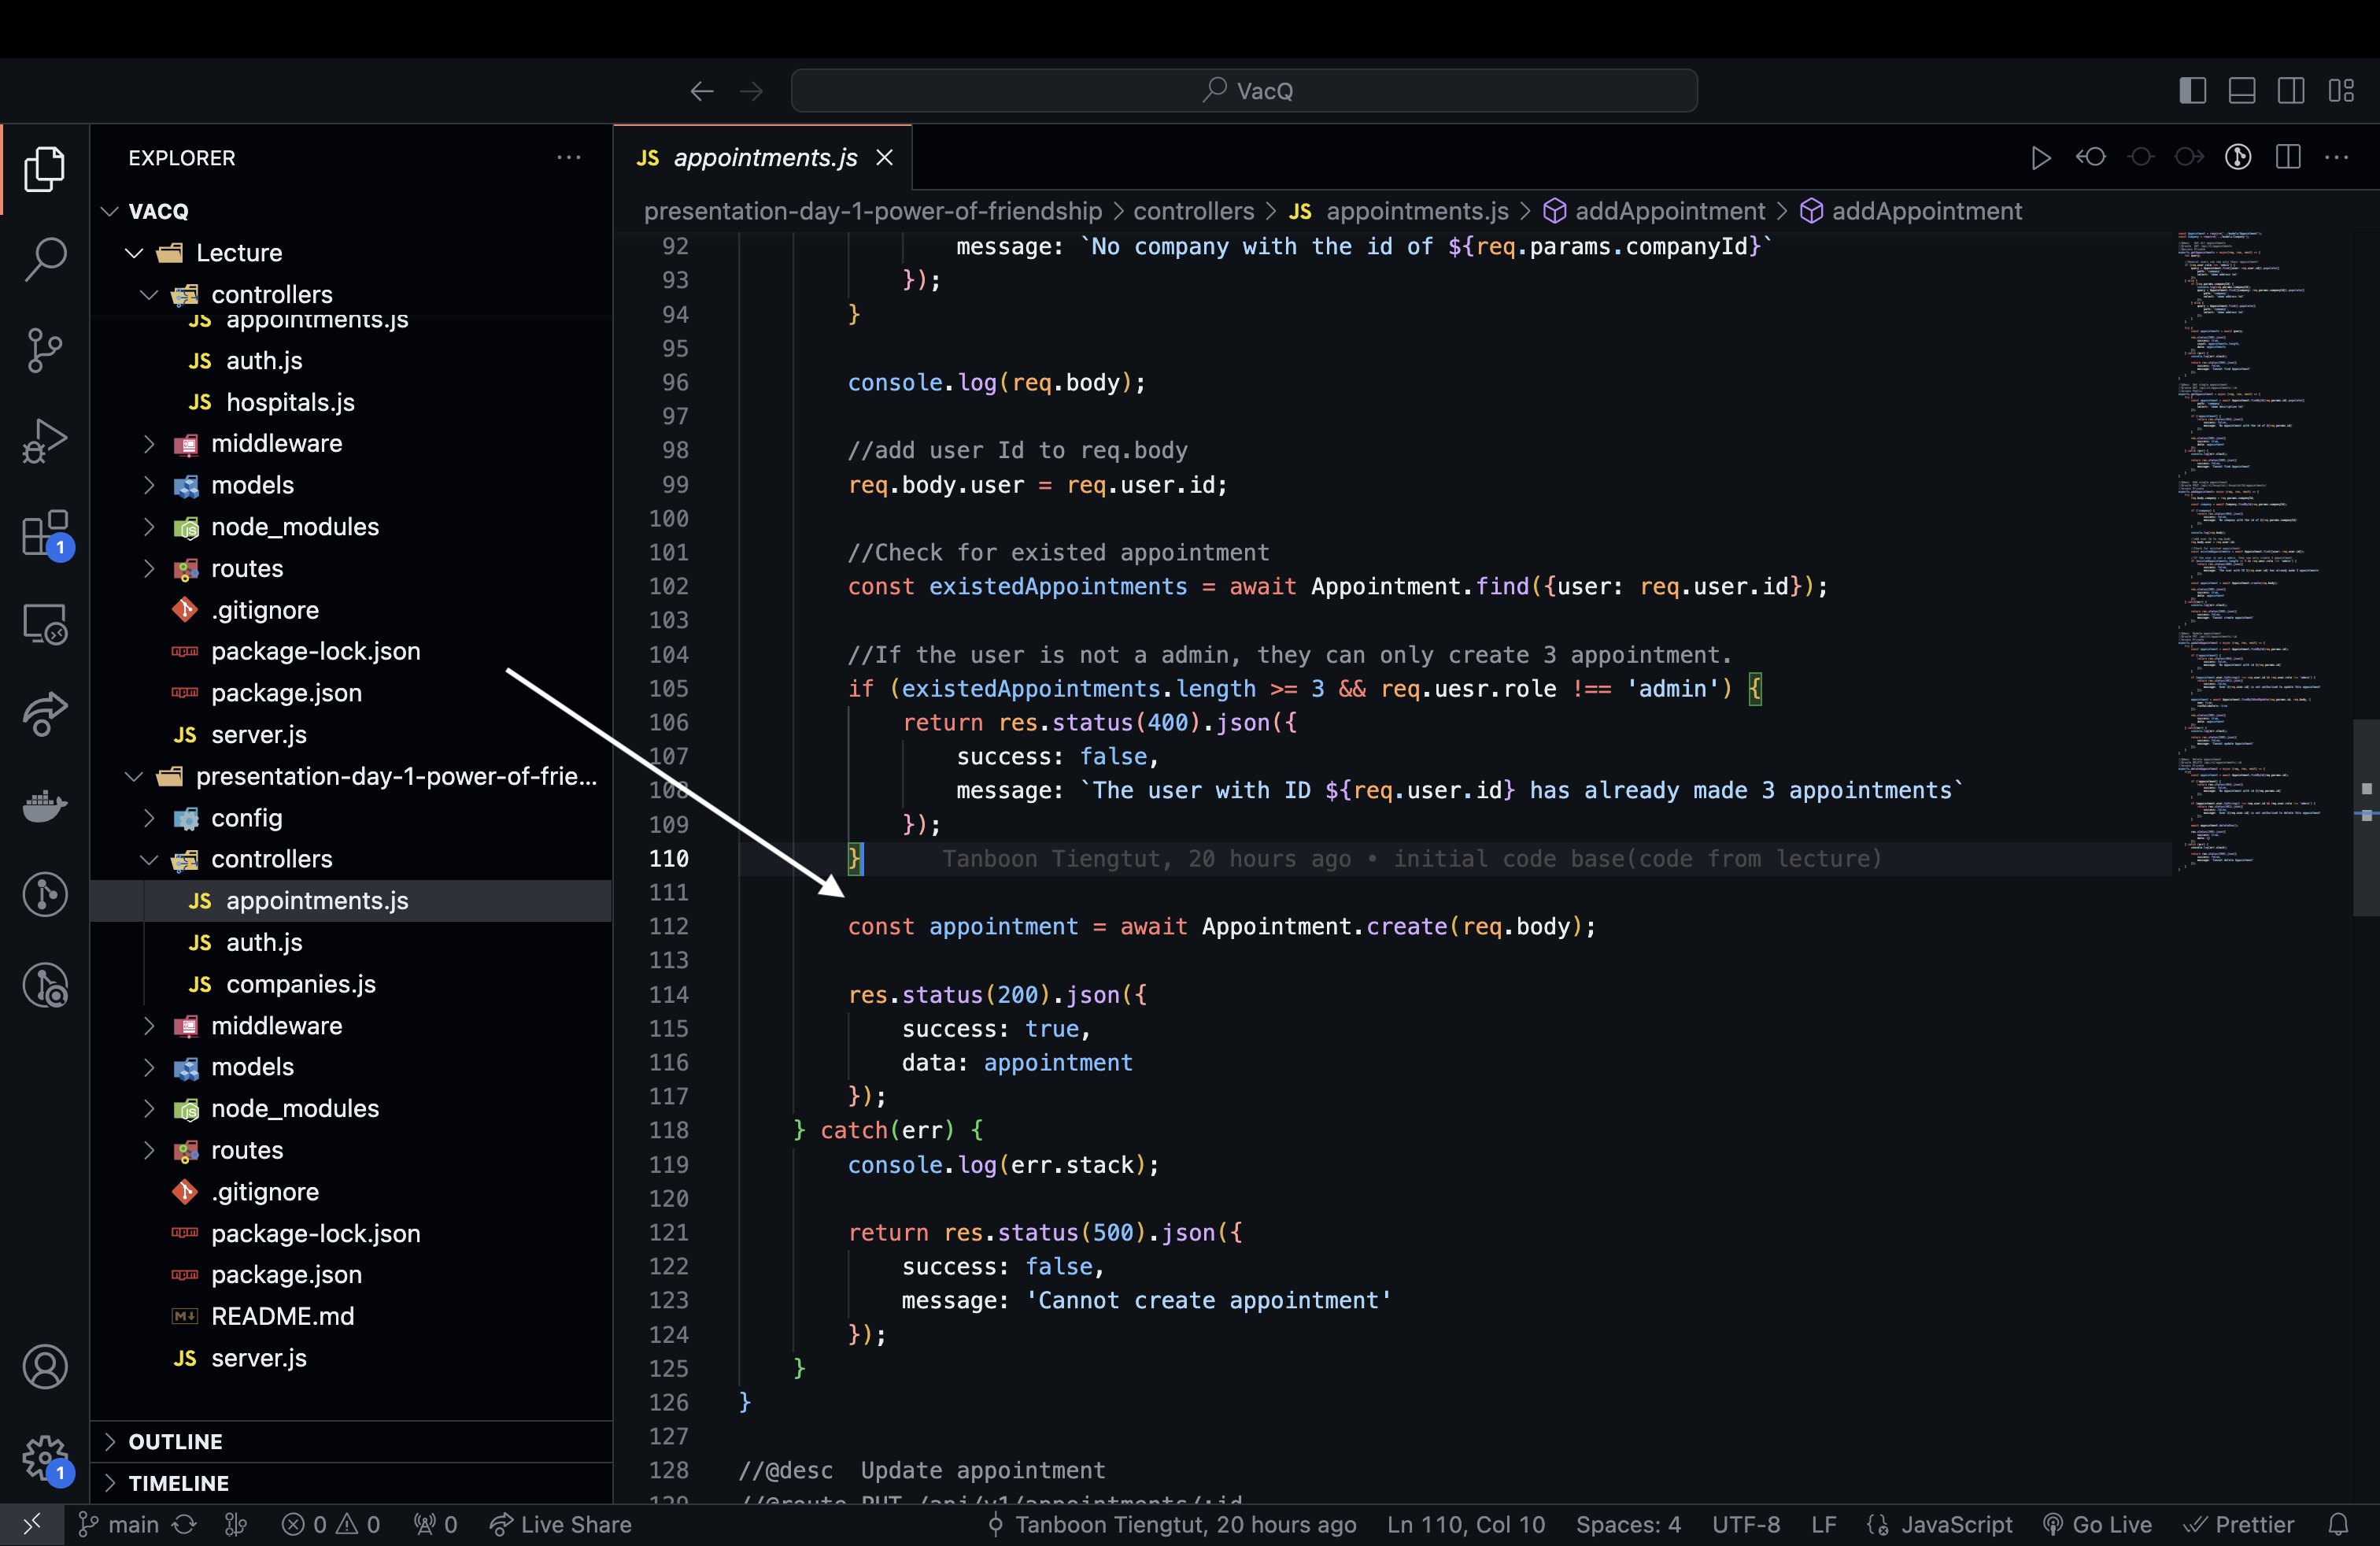 VacQ
EXPLORER
VACQ
Lecture
controllers
appointments.js
auth.js
hospitals.js
middleware
models
node_modules
routes
.gitignore
package-lock.json
package.json
server.js
presentation-day-1-power-of-frie...
config
controllers
appointments.js
auth.js
companies.js
middleware
models
node_modules
routes
.gitignore
package-lock.json
package.json
README.md
server.js
OUTLINE
TIMELINE
1
1
JS appointments.js
presentation-day-1-power-of-friendship > controllers > JS appointments.js > addAppointment > addAppointment
92 message: `No company with the id of ${req.params.companyId}`
93 });
94 }
95
96 console.log(req.body);
97
98 //add user Id to req.body
99 req.body.user = req.user.id;
100
101 //Check for existed appointment
102 const existedAppointments = await Appointment.find({user: req.user.id});
103
104 //If the user is not a admin, they can only create 3 appointment.
105 if (existedAppointments.length >= 3 && req.uesr.role !== 'admin') {
106 return res.status(400).json({
107 success: false,
108 message: `The user with ID ${req.user.id} has already made 3 appointments`
109 });
110 } Tanboon Tiengtut, 20 hours ago • initial code base(code from lecture)
111
112 const appointment = await Appointment.create(req.body);
113
114 res.status(200).json({
115 success: true,
116 data: appointment
117 });
118 } catch(err) {
119 console.log(err.stack);
120
121 return res.status(500).json({
122 success: false,
123 message: 'Cannot create appointment'
124 });
125 }
126 }
127
128 //@desc Update appointment
129 //@route PUT /api/v1/appointments/:id
main 0 0 0 Live Share Tanboon Tiengtut, 20 hours ago Ln 110, Col 10 Spaces: 4 UTF-8 LF JavaScript Go Live Prettier